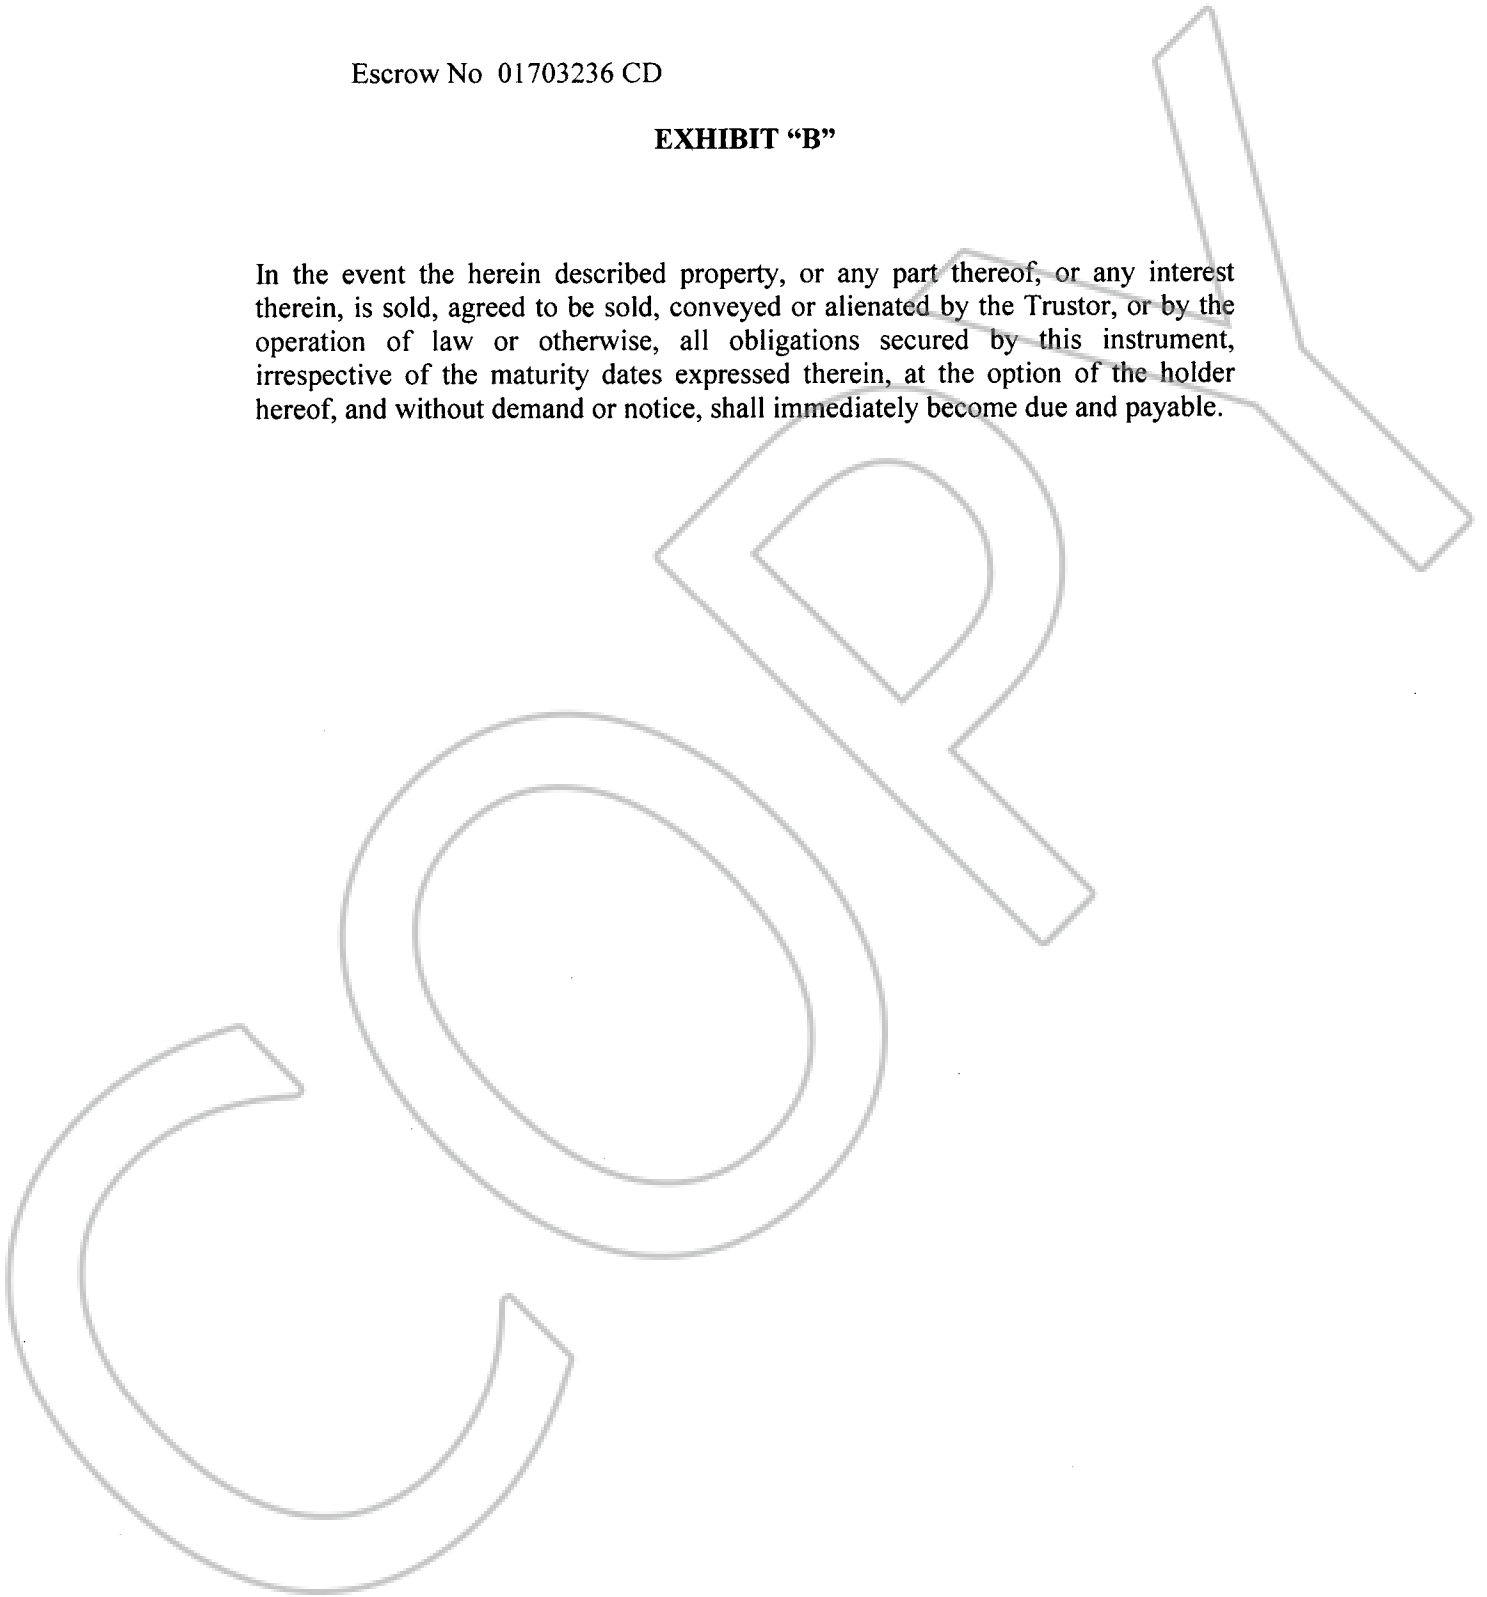 Escrow No 01703236 CD
EXHIBIT “B”
In the event the herein described property, or any part thereof, or any interest
therein, is sold, agreed to be sold, conveyed or alienated by the Trustor, or by the
operation of law or otherwise, all obligations secured by this instrument,
irrespective of the maturity dates expressed therein, at the option of the holder
hereof, and without demand or notice, shall immediately become due and payable.
COPY